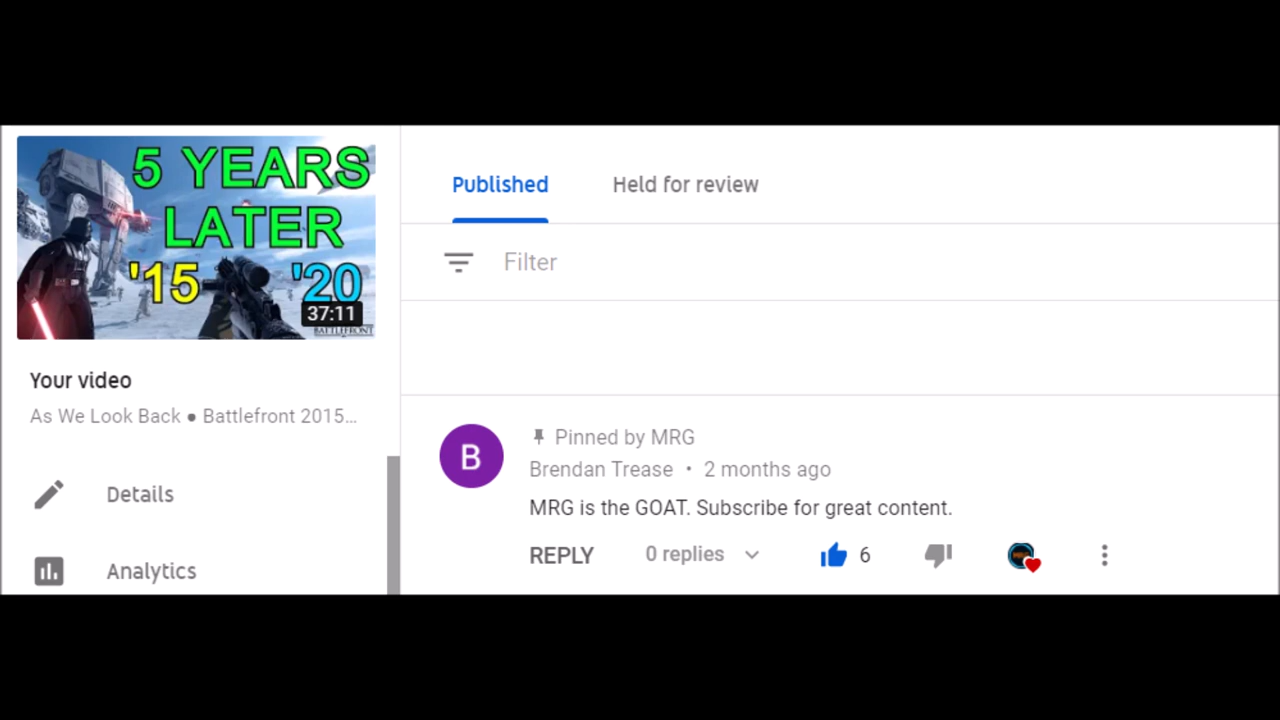 5 YEARS
LATER
'15 '20
37:11
BATTLEFRONT
Your video
As We Look Back • Battlefront 2015...
Details
Analytics
Published Held for review
Filter
B
Pinned by MRG
Brendan Trease • 2 months ago
MRG is the GOAT. Subscribe for great content.
REPLY 0 replies 6